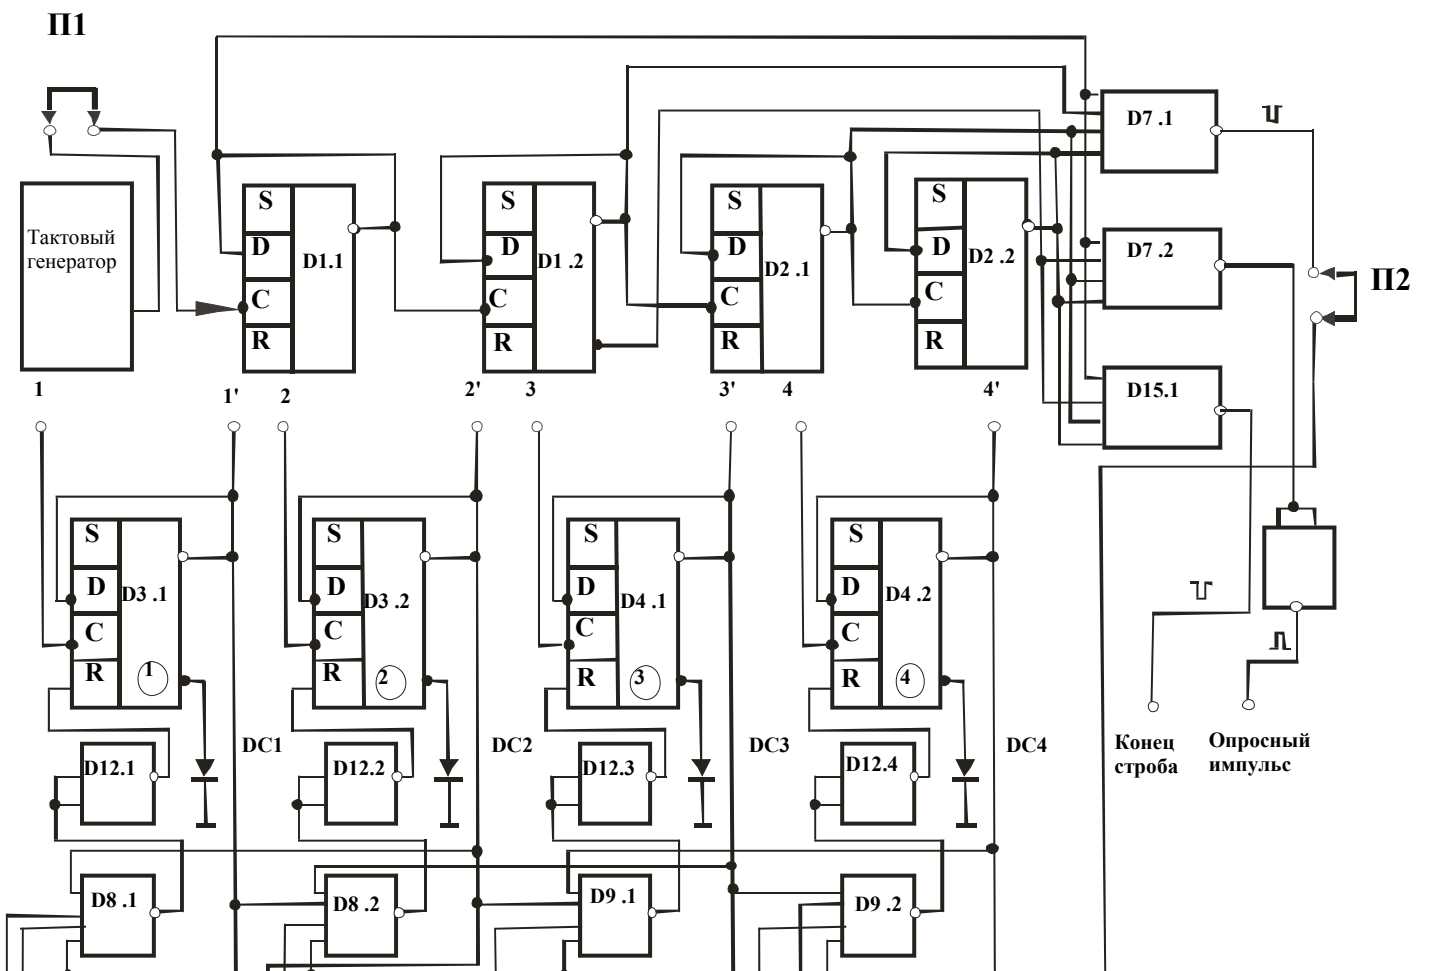 П1
S
D
C
R
D1.1
S
D
C
R
D1 .2
S
D
C
R
D2 .1
S
D
C
R
D2 .2
D7 .1
D7 .2
D15.1
П2
Тактовый
генератор
1
1'
2
2'
3
3'
4
4'
S
D
C
R
D3 .1
1
S
D
C
R
D3 .2
2
S
D
C
R
D4 .1
3
S
D
C
R
D4 .2
4
DC1
DC2
DC3
DC4
D12.1
D12.2
D12.3
D12.4
Конец
строба
Опросный
импульс
D8 .1
D8 .2
D9 .1
D9 .2